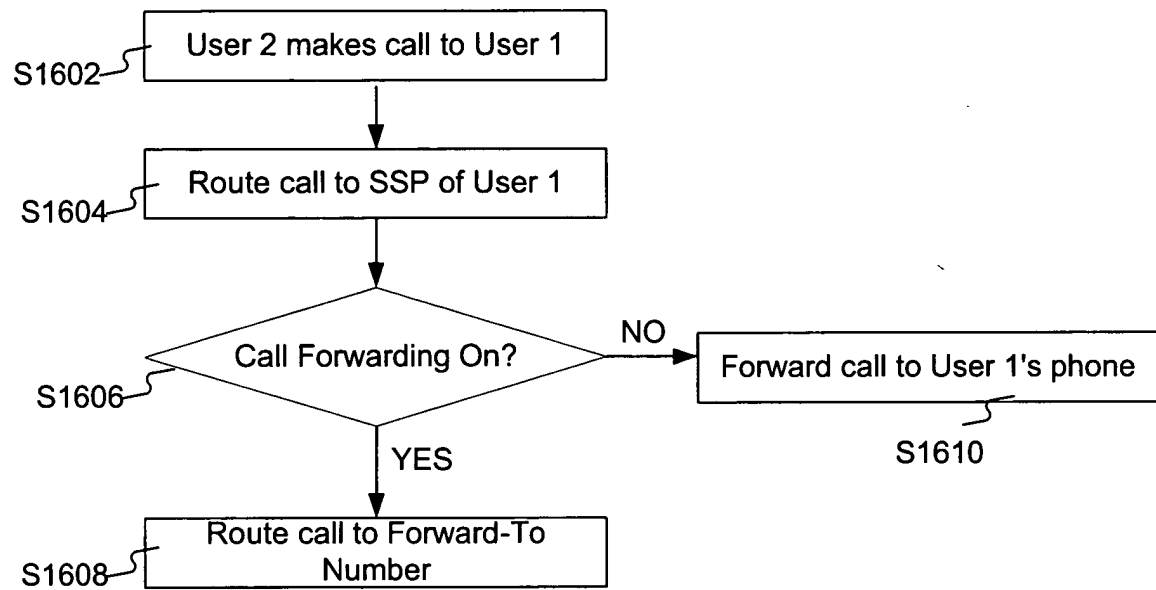 User 2 makes call to User 1
S1602
Route call to SSP of User 1
S1604
Call Forwarding On?
S1606
NO
Forward call to User 1's phone
S1610
YES
Route call to Forward-To
Number
S1608